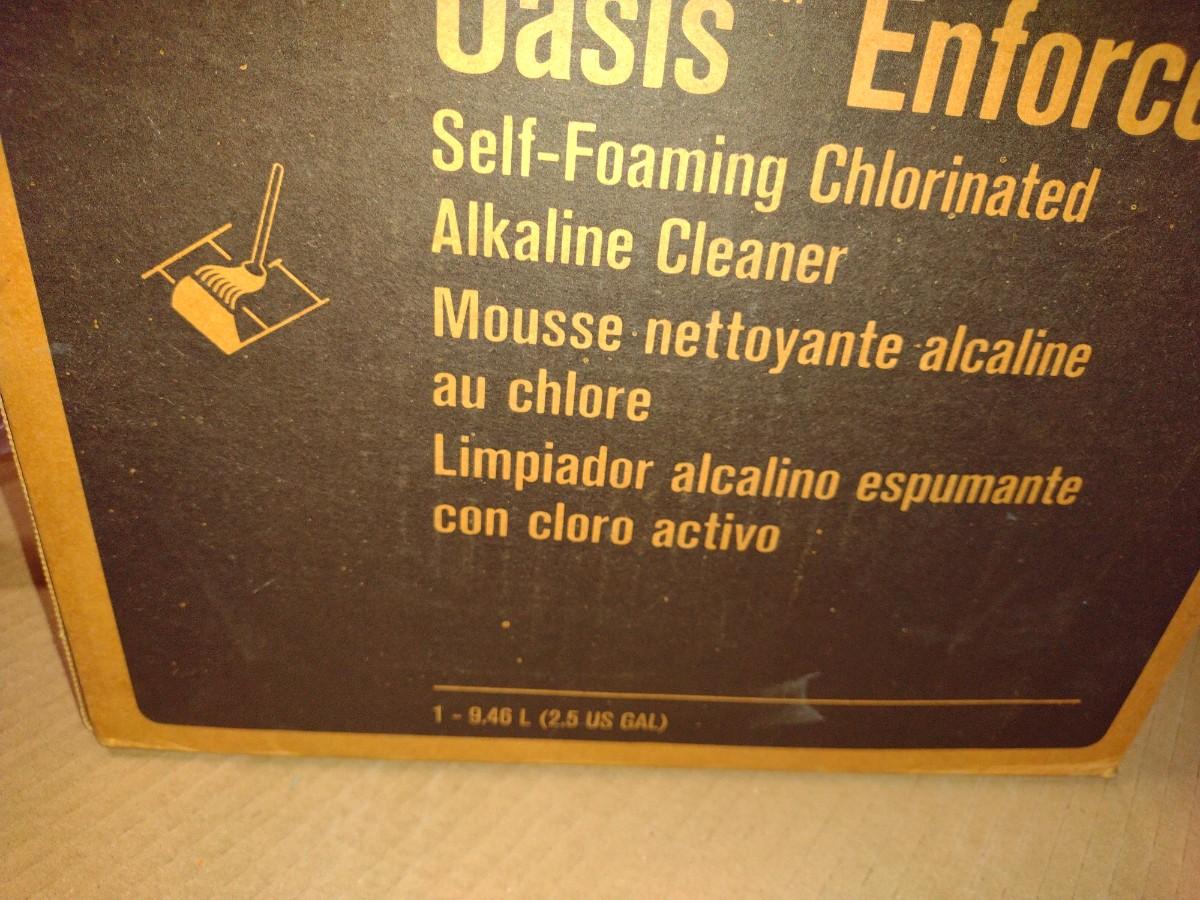 Oasis Enforce
Self-Foaming Chlorinated
Alkaline Cleaner
Mousse nettoyante alcaline
au chlore
Limpiador alcalino espumante
con cloro activo
1 - 9,46 L (2.5 US GAL)